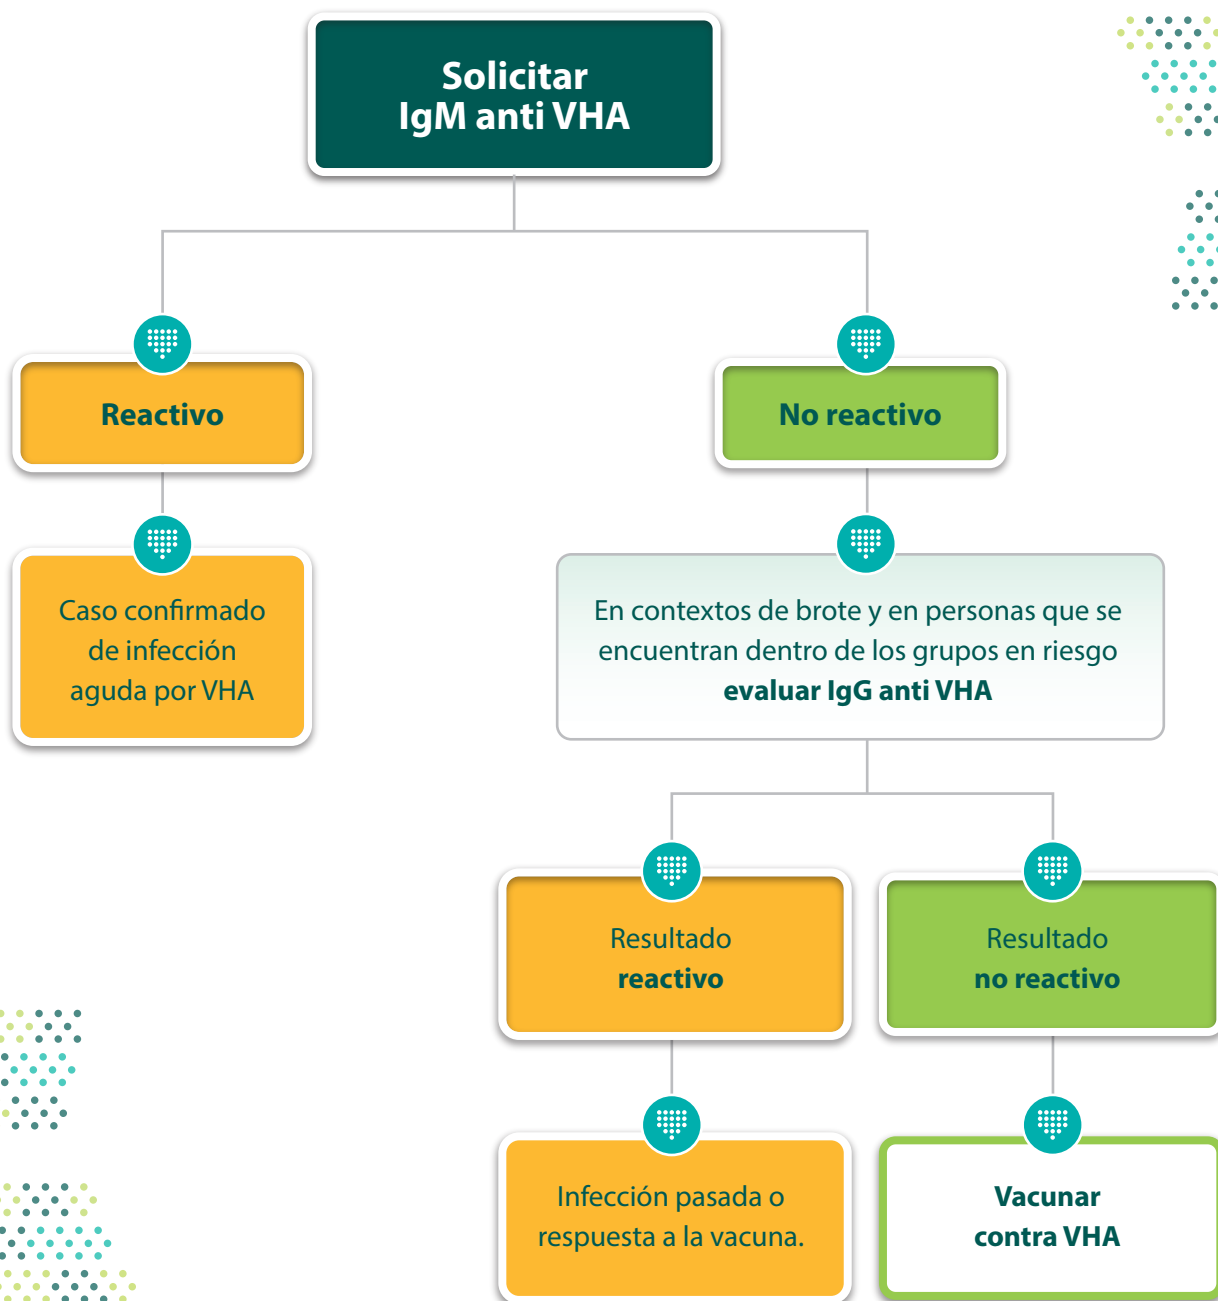 Solicitar
IgM anti VHA
Reactivo
No reactivo
Caso confirmado
de infección
aguda por VHA
En contextos de brote y en personas que se
encuentran dentro de los grupos en riesgo
evaluar IgG anti VHA
Resultado
reactivo
Resultado
no reactivo
Infección pasada o
respuesta a la vacuna.
Vacunar
contra VHA